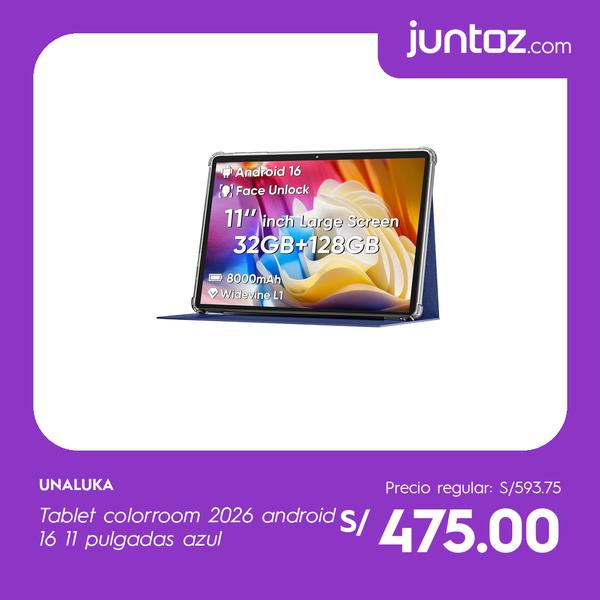 juntoz.com
Android 16
Face Unlock
11’’ inch Large Screen
32GB+128GB
8000mAh
Widevine L1
UNALUKA
Precio regular: S/593.75
Tablet colorroom 2026 android
16 11 pulgadas azul
S/ 475.00